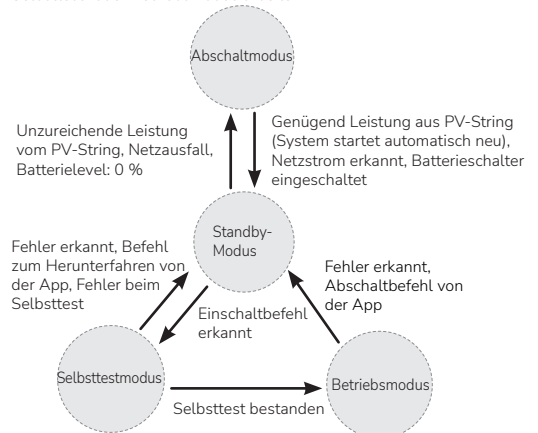 Abschaltmodus
Unzureichende Leistung
vom PV-String, Netzausfall,
Batterielevel: 0 %
Genügend Leistung aus PV-String
(System startet automatisch neu),
Netzstrom erkannt, Batterieschalter
eingeschaltet
Standby-
Modus
Fehler erkannt, Befehl
zum Herunterfahren von
der App, Fehler beim
Selbsttest
Fehler erkannt,
Abschaltbefehl von
der App
Einschaltbefehl
erkannt
Selbsttestmodus
Betriebsmodus
Selbsttest bestanden